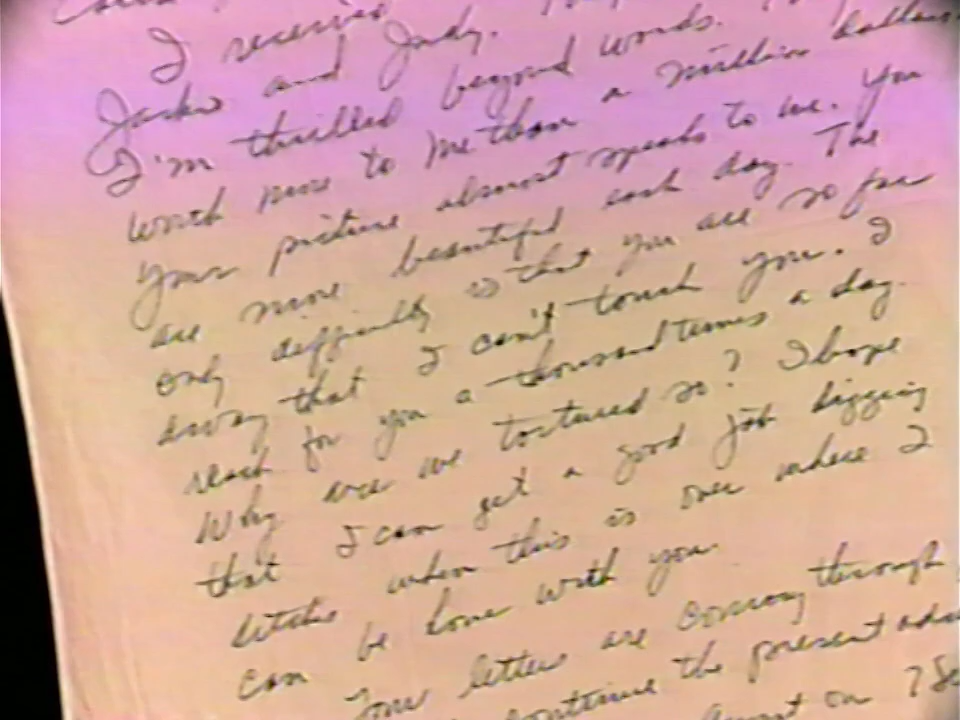 I received
Jackie and Judy.
I'm thrilled beyond words.
worth more to me than a million dollars.
Your picture almost speaks to me. You
are more beautiful each day. The
only difficulty is that you are so far
away that I can't touch you. I
reach for you a thousand times a day.
Why are we tortured so? I hope
that I can get a good job digging
ditches when this is over where I
can be home with you.
Your letters are coming through
continue the present
on ?